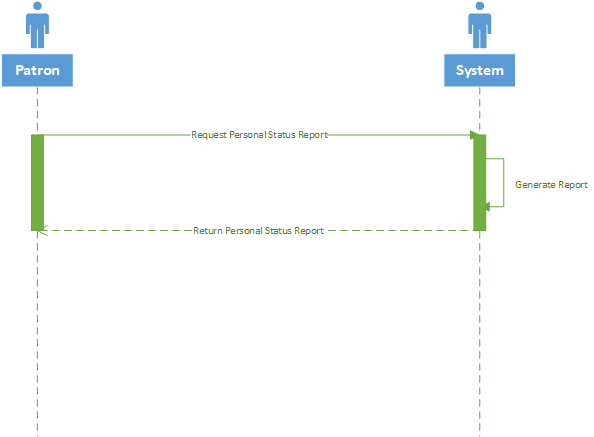 Patron
System
Request Personal Status Report
Generate Report
Return Personal Status Report